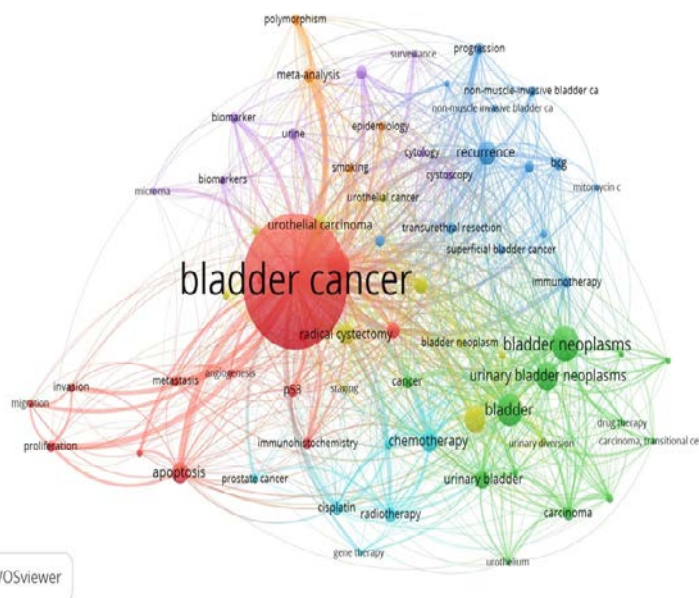 polymorphism
surveillance
progression
meta-analysis
non-muscle-invasive bladder ca
non-muscle invasive bladder ca
biomarker
epidemiology
urine
cytology
recurrence
bcg
smoking
cystoscopy
biomarkers
microrna
mitomycin c
urothelial cancer
urothelial carcinoma
transurethral resection
superficial bladder cancer
bladder cancer
immunotherapy
radical cystectomy
bladder neoplasm
bladder neoplasms
angiogenesis
urinary bladder neoplasms
metastasis
invasion
p53
staging
cancer
migration
bladder
drug therapy
proliferation
immunohistochemistry
chemotherapy
urinary diversion
carcinoma, transitional ce
apoptosis
prostate cancer
urinary bladder
cisplatin
radiotherapy
carcinoma
gene therapy
urothelium
VOSviewer